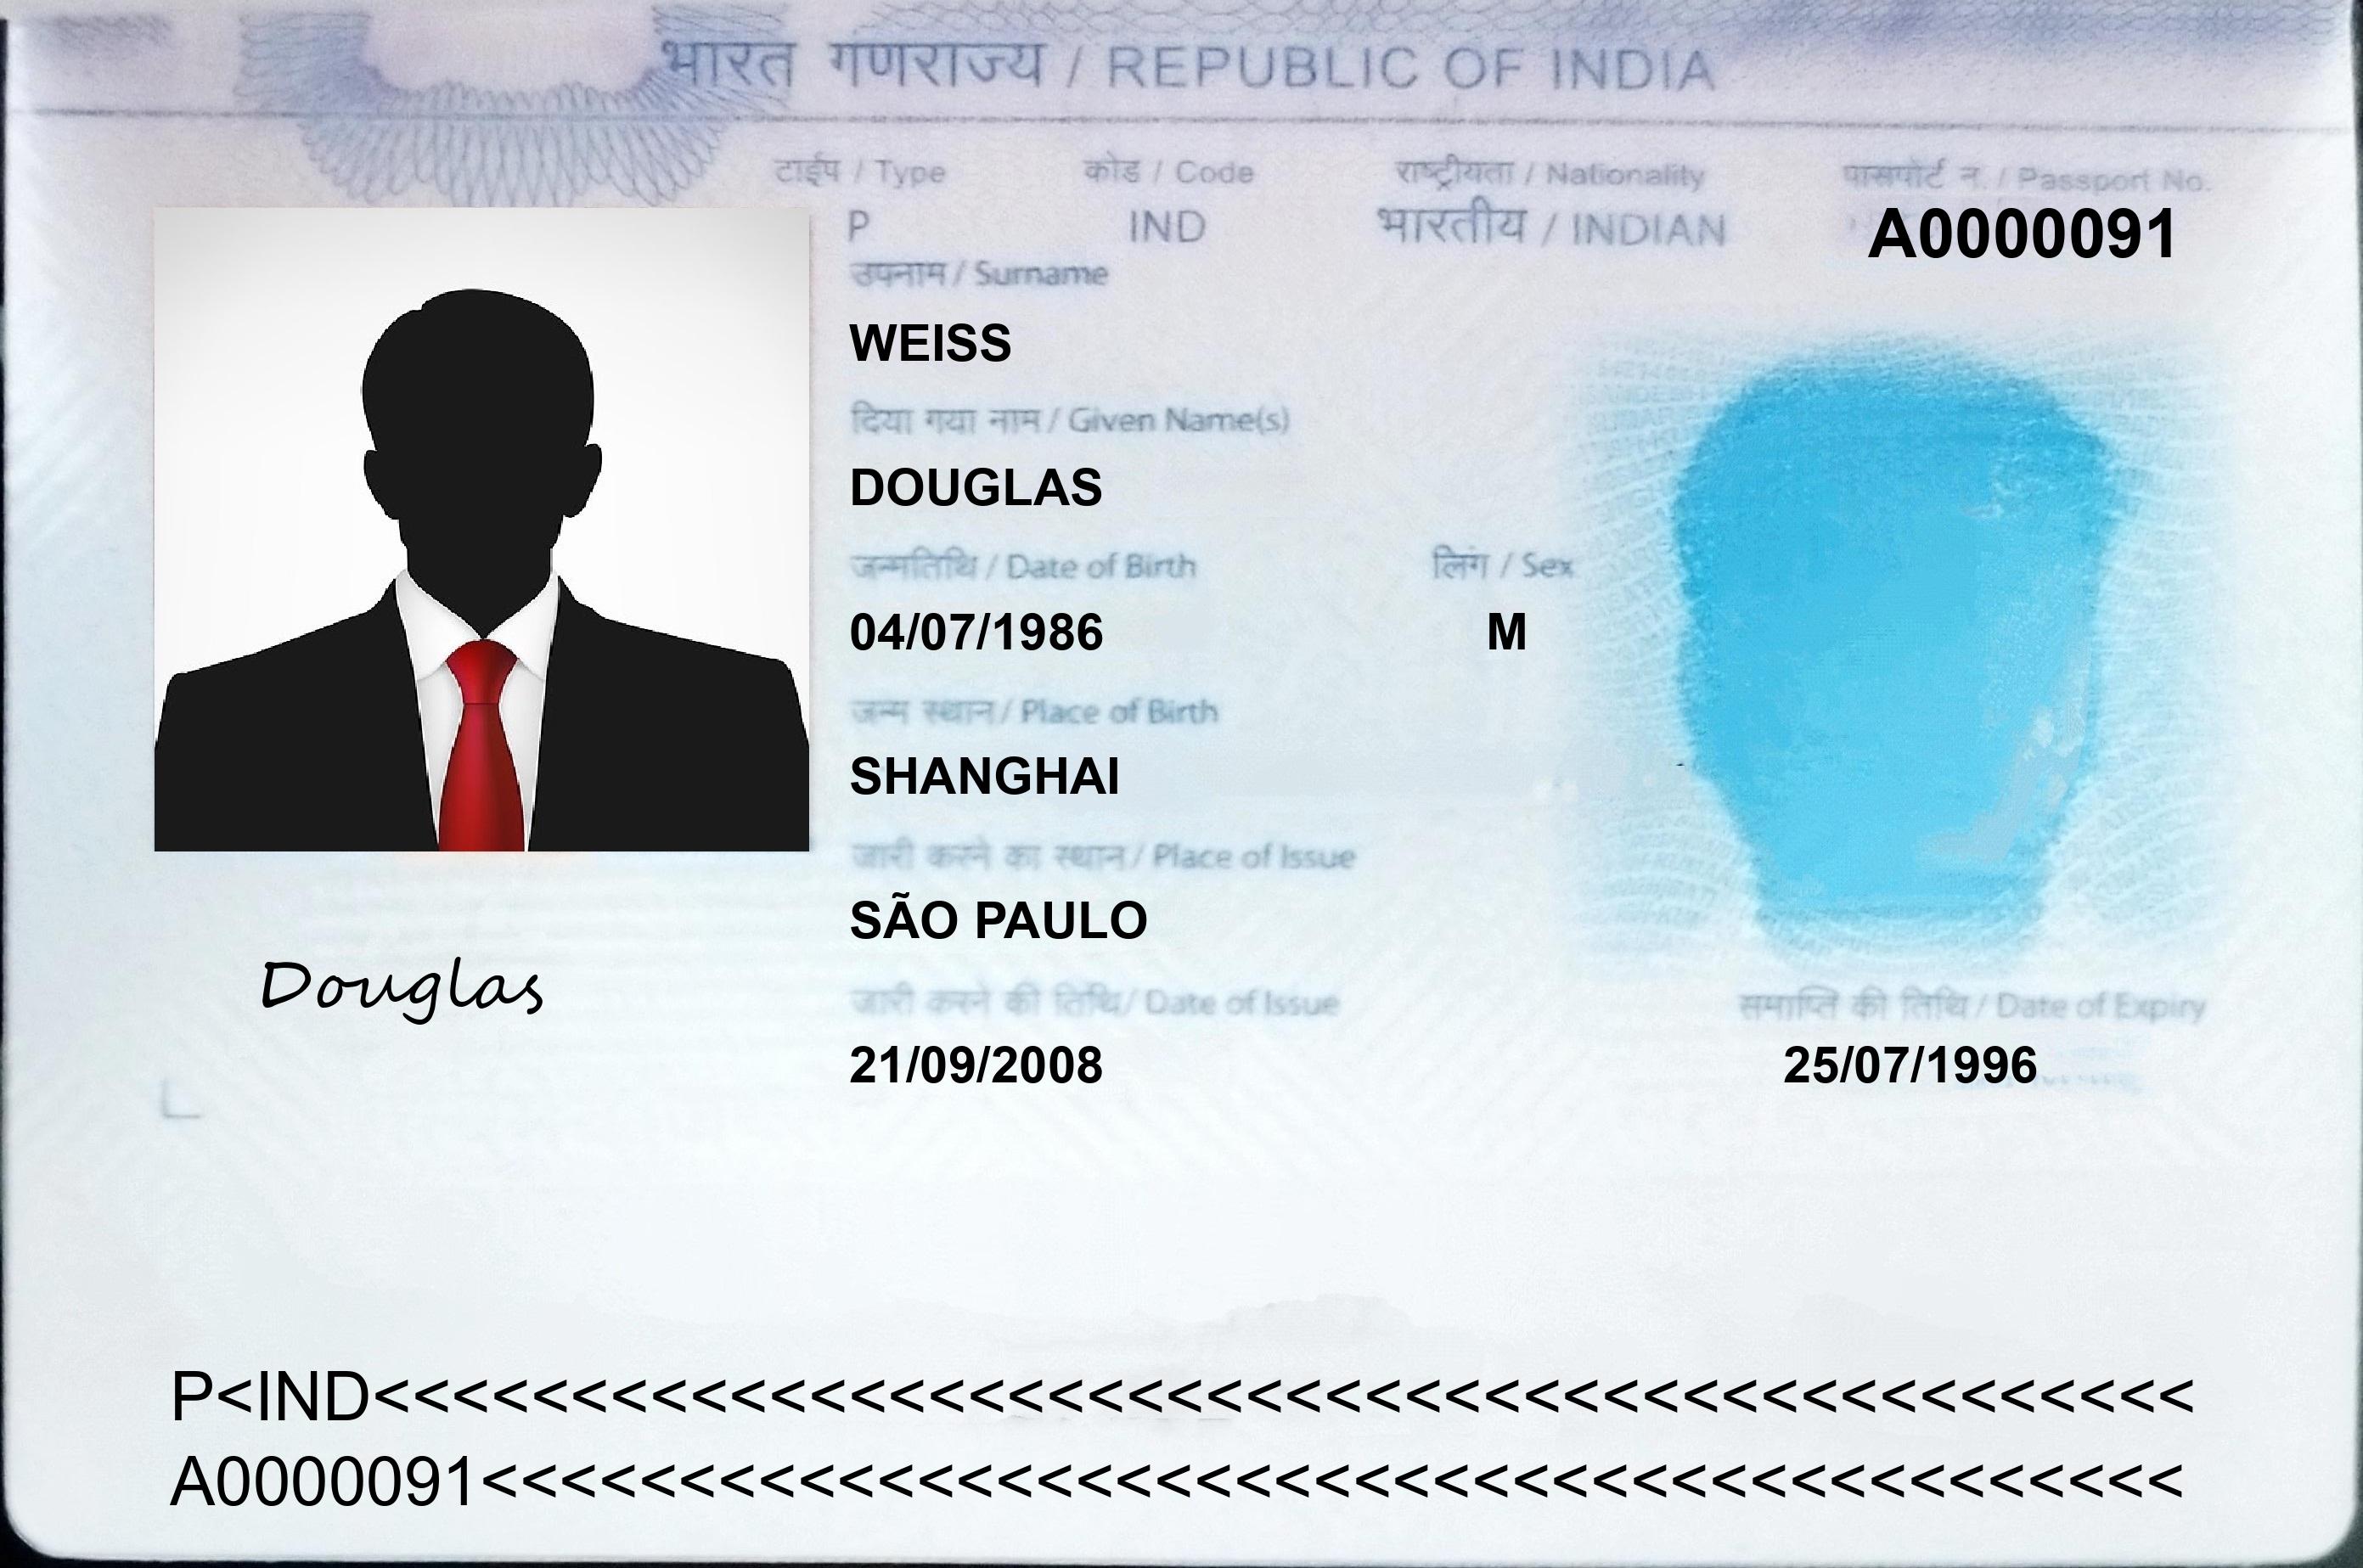 भारत गणराज्य / REPUBLIC OF INDIA
टाईप / Type कोड / Code राष्ट्रीयता / Nationality पासपोर्ट न. / Passport No.
P IND भारतीय / INDIAN A0000091
उपनाम / Surname
WEISS
दिया गया नाम / Given Name(s)
DOUGLAS
जन्मतिथि / Date of Birth लिंग / Sex
04/07/1986 M
जन्म स्थान / Place of Birth
SHANGHAI
जारी करने का स्थान / Place of Issue
SÃO PAULO
Douglas
जारी करने की तिथि / Date of Issue समाप्ति की तिथि / Date of Expiry
21/09/2008 25/07/1996
P<IND<<<<<<<<<<<<<<<<<<<<<<<<<<<<<<<<<<<<<<<<<<<<<<
A0000091<<<<<<<<<<<<<<<<<<<<<<<<<<<<<<<<<<<<<<<<<<<